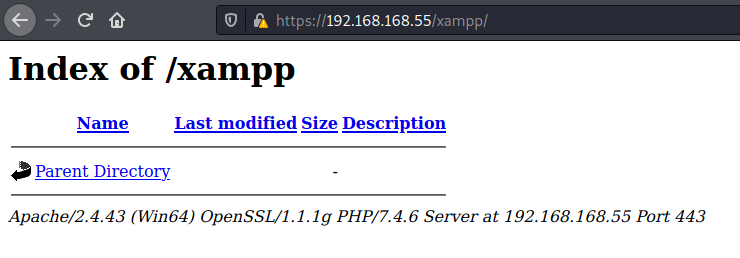 https://192.168.168.55/xampp/
Index of /xampp
Name Last modified Size Description
Parent Directory -
Apache/2.4.43 (Win64) OpenSSL/1.1.1g PHP/7.4.6 Server at 192.168.168.55 Port 443